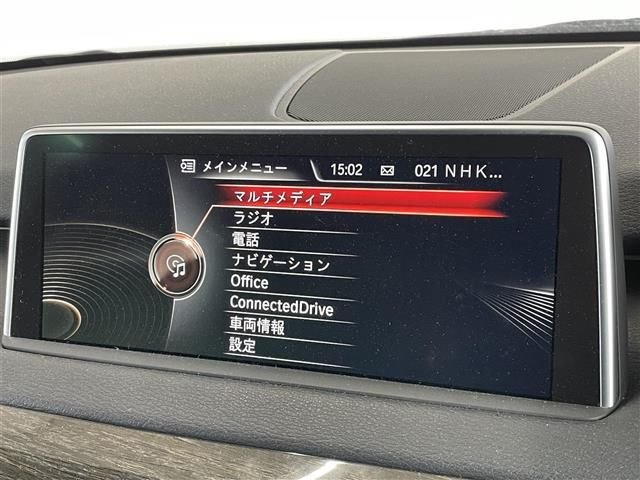 メインメニュー 15:02 021 NHK...
マルチメディア
ラジオ
電話
ナビゲーション
Office
ConnectedDrive
車両情報
設定